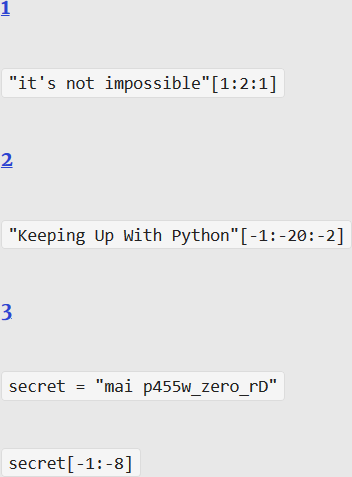 1
"it's not impossible"[1:2:1]
2
"Keeping Up With Python"[-1:-20:-2]
3
secret = "mai p455w_zero_rD"
secret[-1:-8]